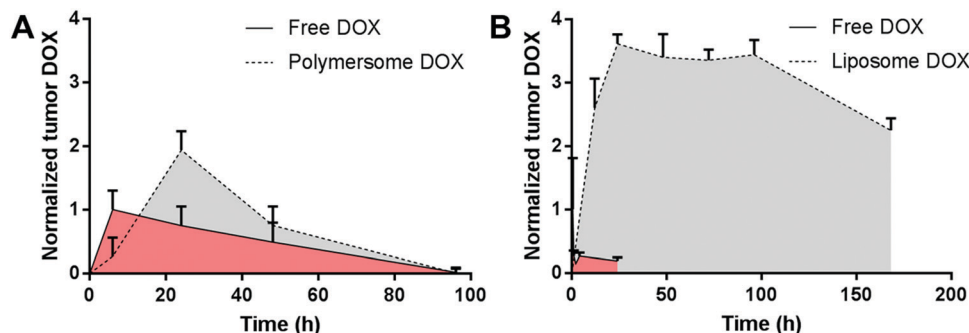 A
Normalized tumor DOX
4
3
2
1
0
Free DOX
Polymersome DOX
0 20 40 60 80 100
Time (h)
B
Normalized tumor DOX
4
3
2
1
0
Free DOX
Liposome DOX
0 50 100 150 200
Time (h)